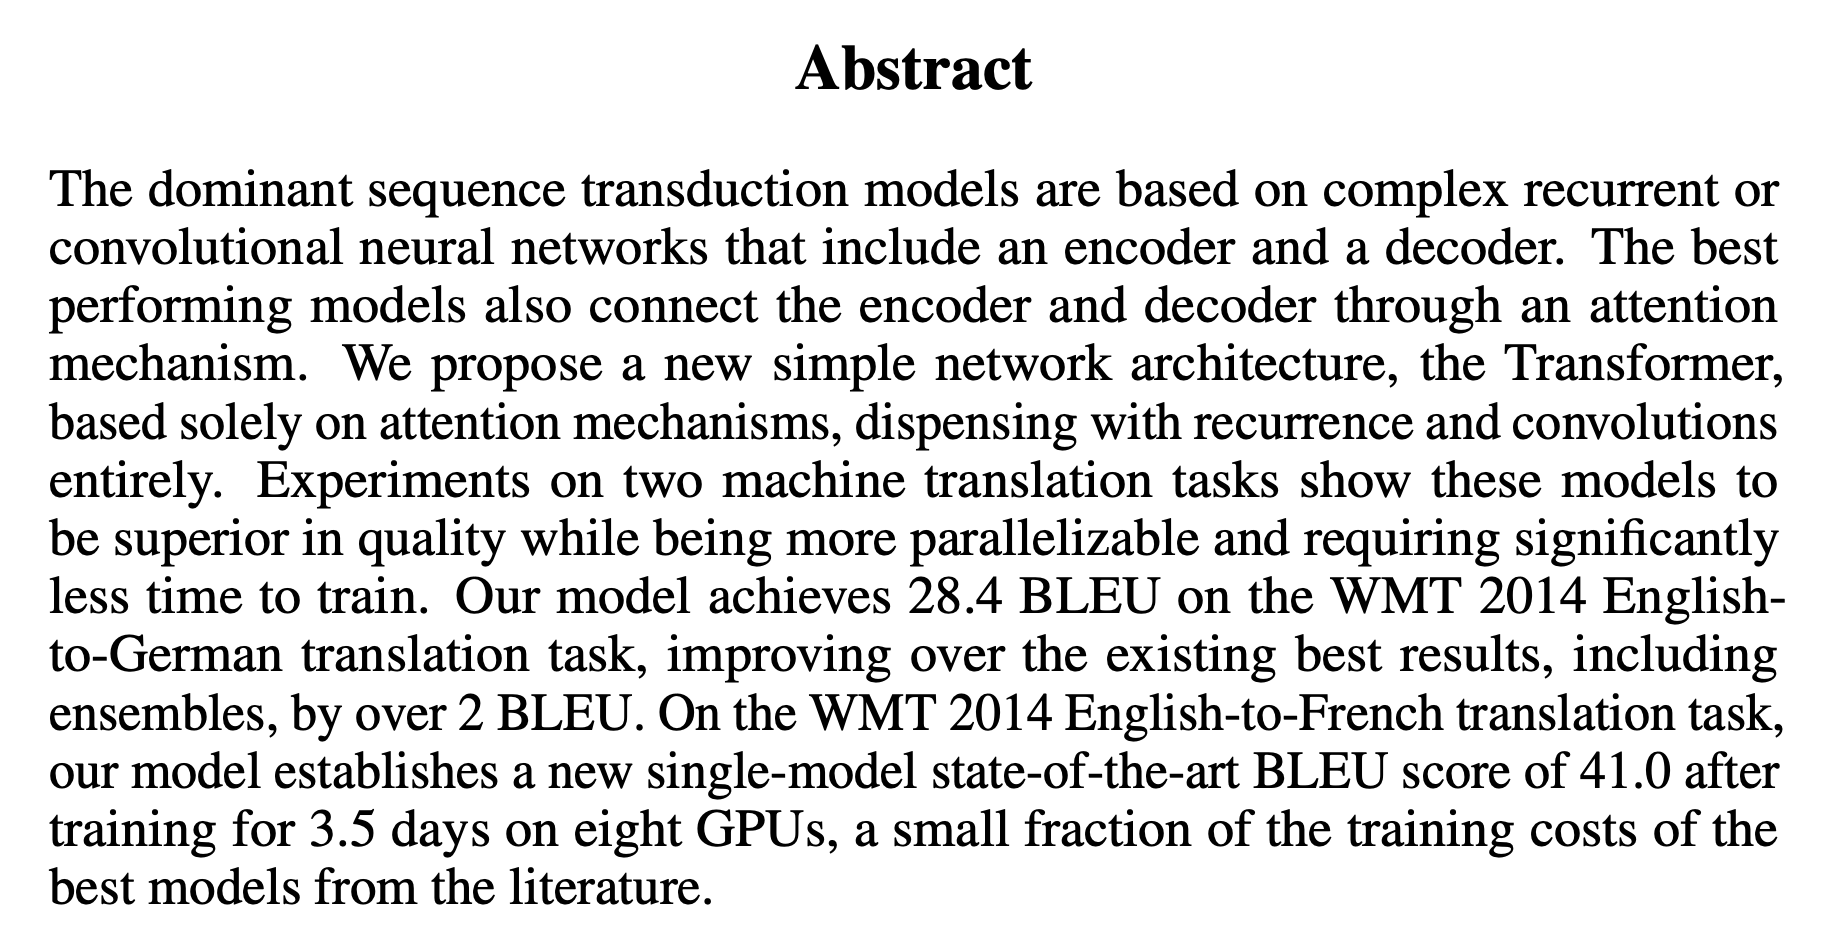 Abstract
The dominant sequence transduction models are based on complex recurrent or
convolutional neural networks that include an encoder and a decoder. The best
performing models also connect the encoder and decoder through an attention
mechanism. We propose a new simple network architecture, the Transformer,
based solely on attention mechanisms, dispensing with recurrence and convolutions
entirely. Experiments on two machine translation tasks show these models to
be superior in quality while being more parallelizable and requiring significantly
less time to train. Our model achieves 28.4 BLEU on the WMT 2014 English-
to-German translation task, improving over the existing best results, including
ensembles, by over 2 BLEU. On the WMT 2014 English-to-French translation task,
our model establishes a new single-model state-of-the-art BLEU score of 41.0 after
training for 3.5 days on eight GPUs, a small fraction of the training costs of the
best models from the literature.